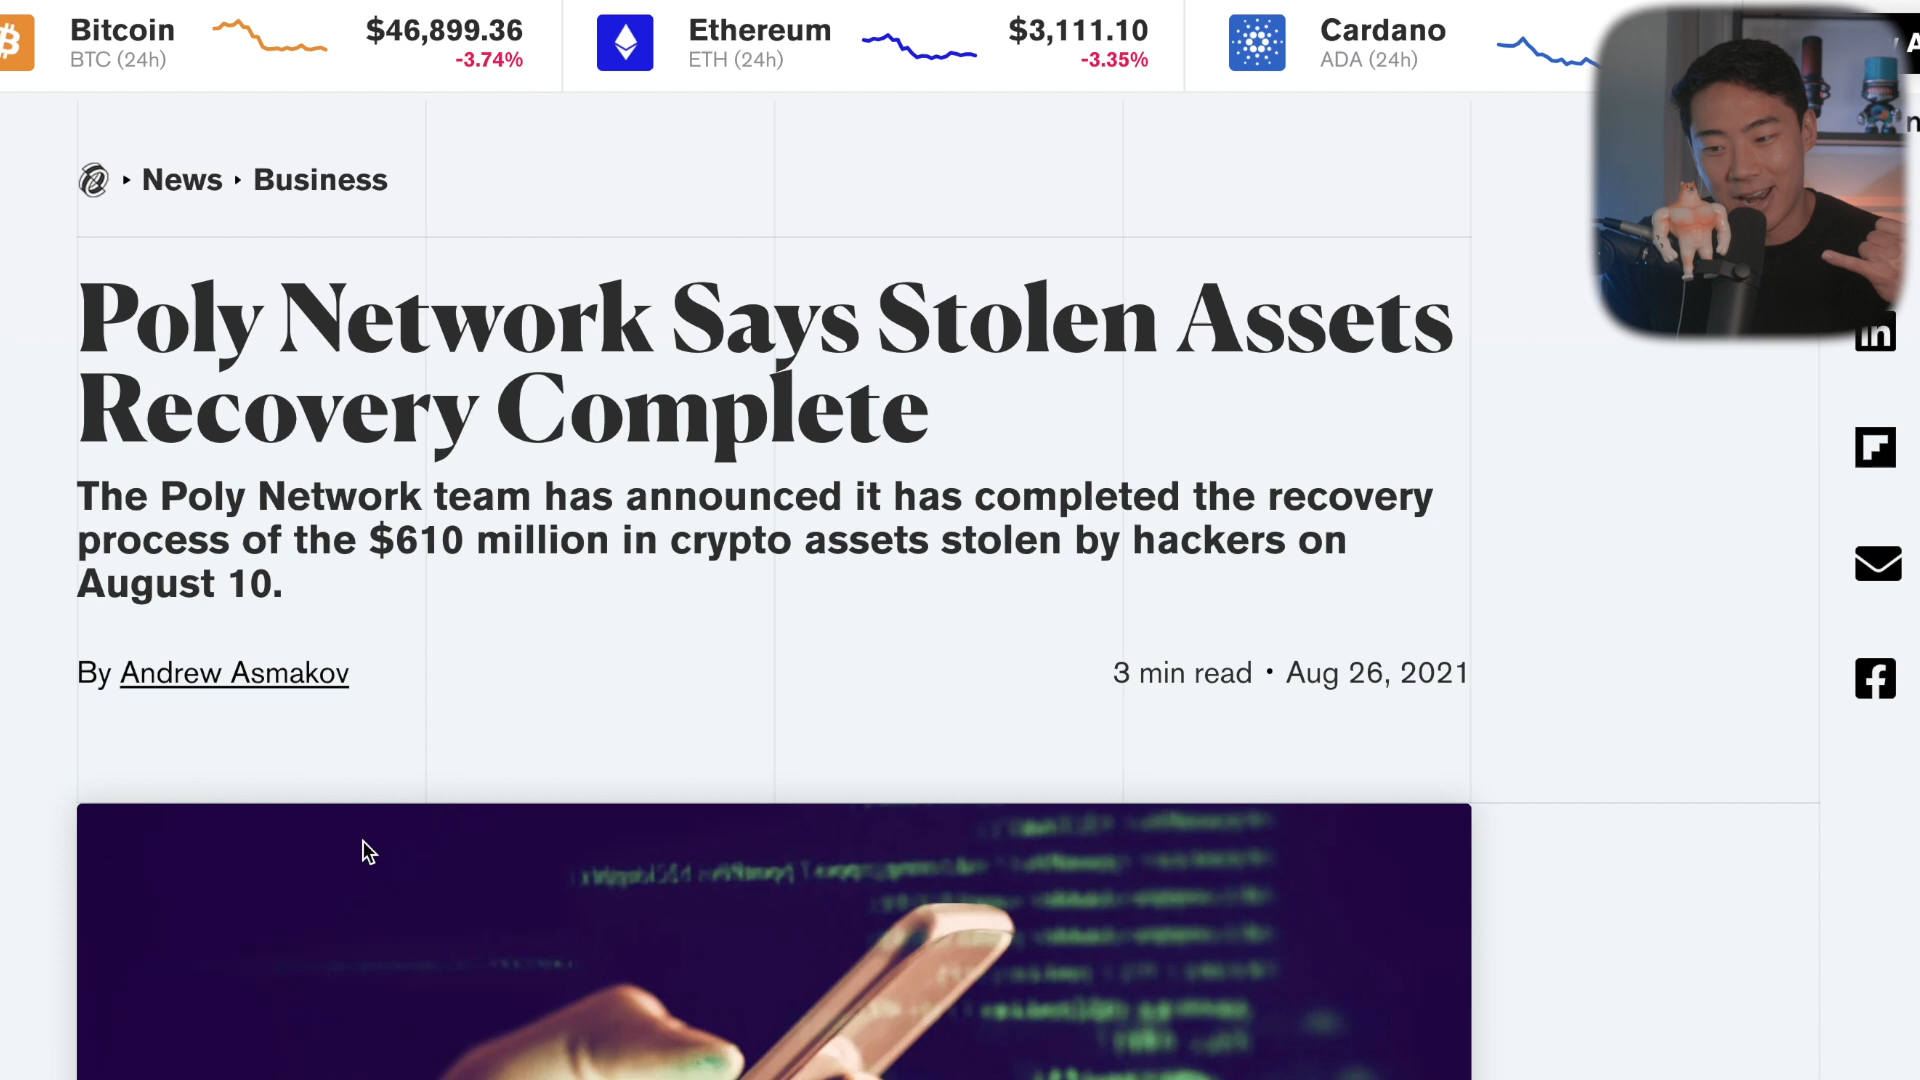 Bitcoin
BTC (24h)
$46,899.36
-3.74%
Ethereum
ETH (24h)
$3,111.10
-3.35%
Cardano
ADA (24h)
News ‣ Business
Poly Network Says Stolen Assets
Recovery Complete
The Poly Network team has announced it has completed the recovery
process of the $610 million in crypto assets stolen by hackers on
August 10.
By Andrew Asmakov
3 min read • Aug 26, 2021